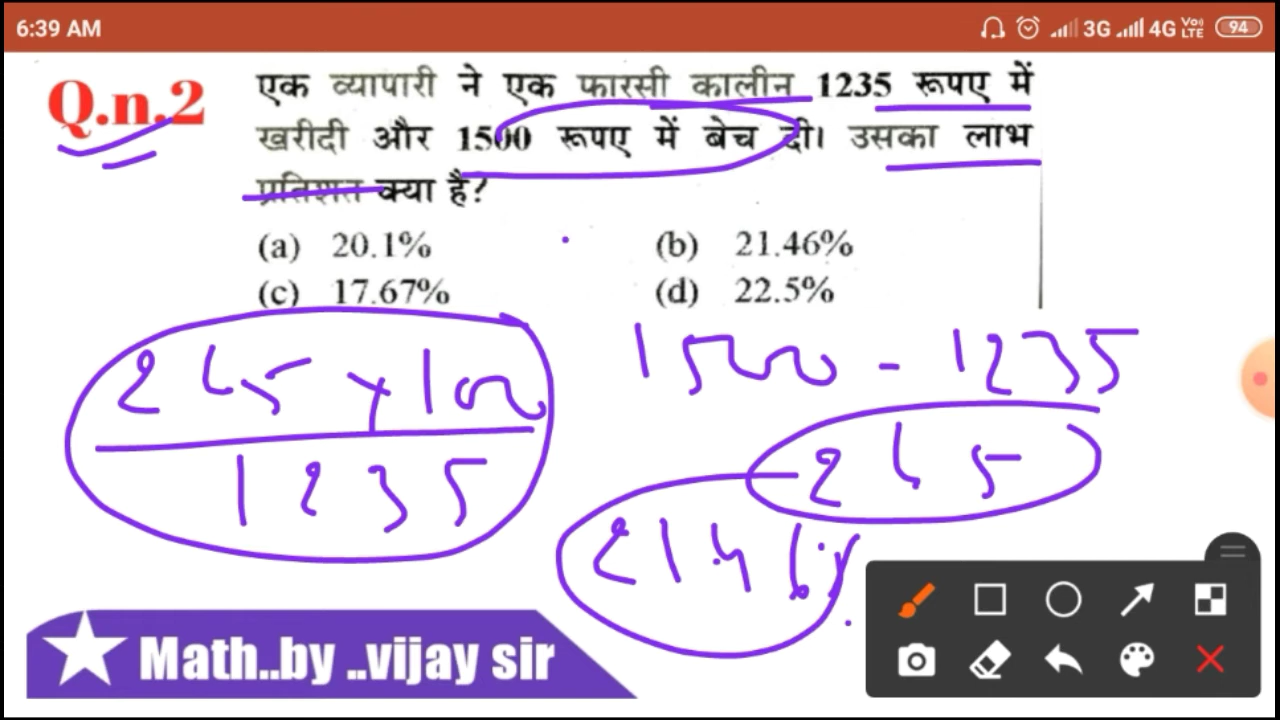 6:39 AM 3G 4G VoI) LTE 94
Q.n.2
एक व्यापारी ने एक फारसी कालीन 1235 रूपए में
खरीदी और 1500 रूपए में बेच दी। उसका लाभ
प्रतिशत क्या है?
(a) 20.1% (b) 21.46%
(c) 17.67% (d) 22.5%
1500 - 1235
265 × 100
1235
265
21.46%
Math..by ..vijay sir